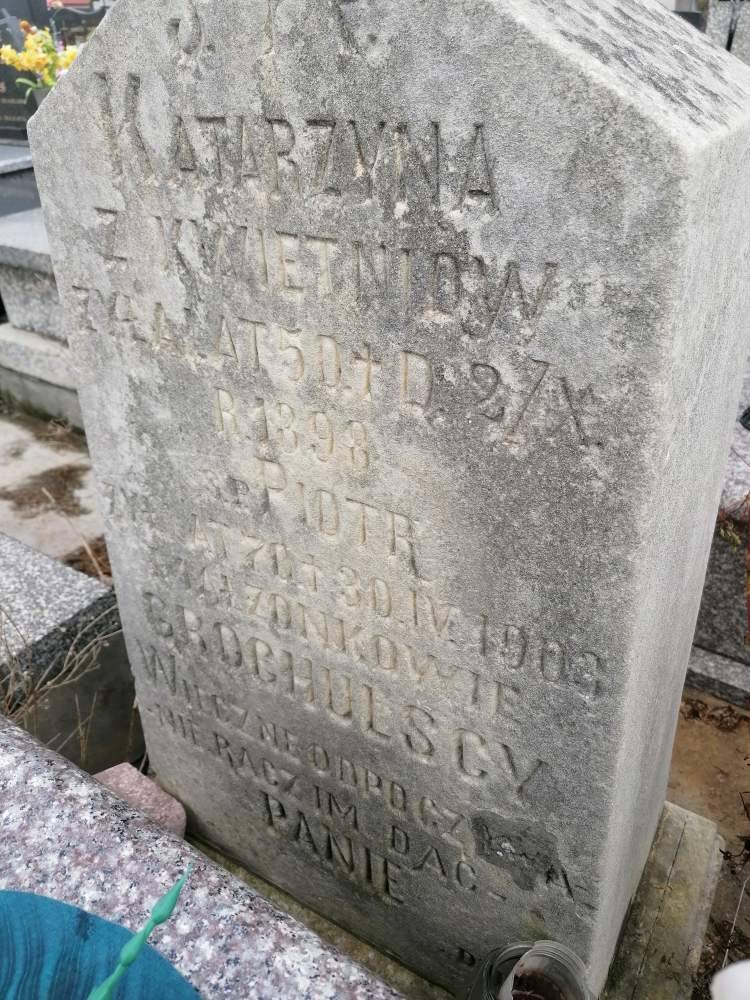 Ś. P.
KATARZYNA
Z KWIETNIÓW
LAT 50. † D. 2/X.
R. 1898
Ś.P. PIOTR
LAT 70. † 30. IV. 1903
MAŁŻONKOWIE
GROCHULSCY
WIECZNE ODPOCZ
NIE RACZ IM DAĆ
PANIE